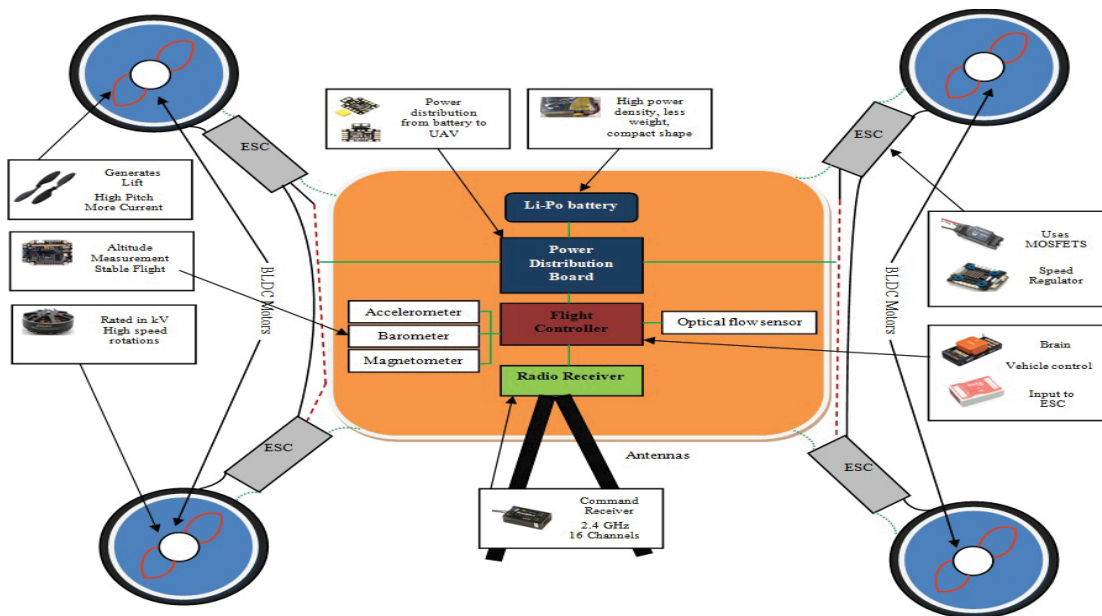 ESC
Power
distribution
from battery to
UAV
High power
density, less
weight,
compact shape
ESC
Generates
Lift
High Pitch
More Current
Li-Po battery
Uses
MOSFETS
Speed
Regulator
Altitude
Measurement
Stable Flight
Power
Distribution
Board
BLDC Motors
BLDC Motors
Rated in kV
High speed
rotations
Accelerometer
Barometer
Magnetometer
Flight
Controller
Optical flow sensor
Brain
Vehicle control
Input to
ESC
Radio Receiver
ESC
Antennas
ESC
Command
Receiver
2.4 GHz
16 Channels